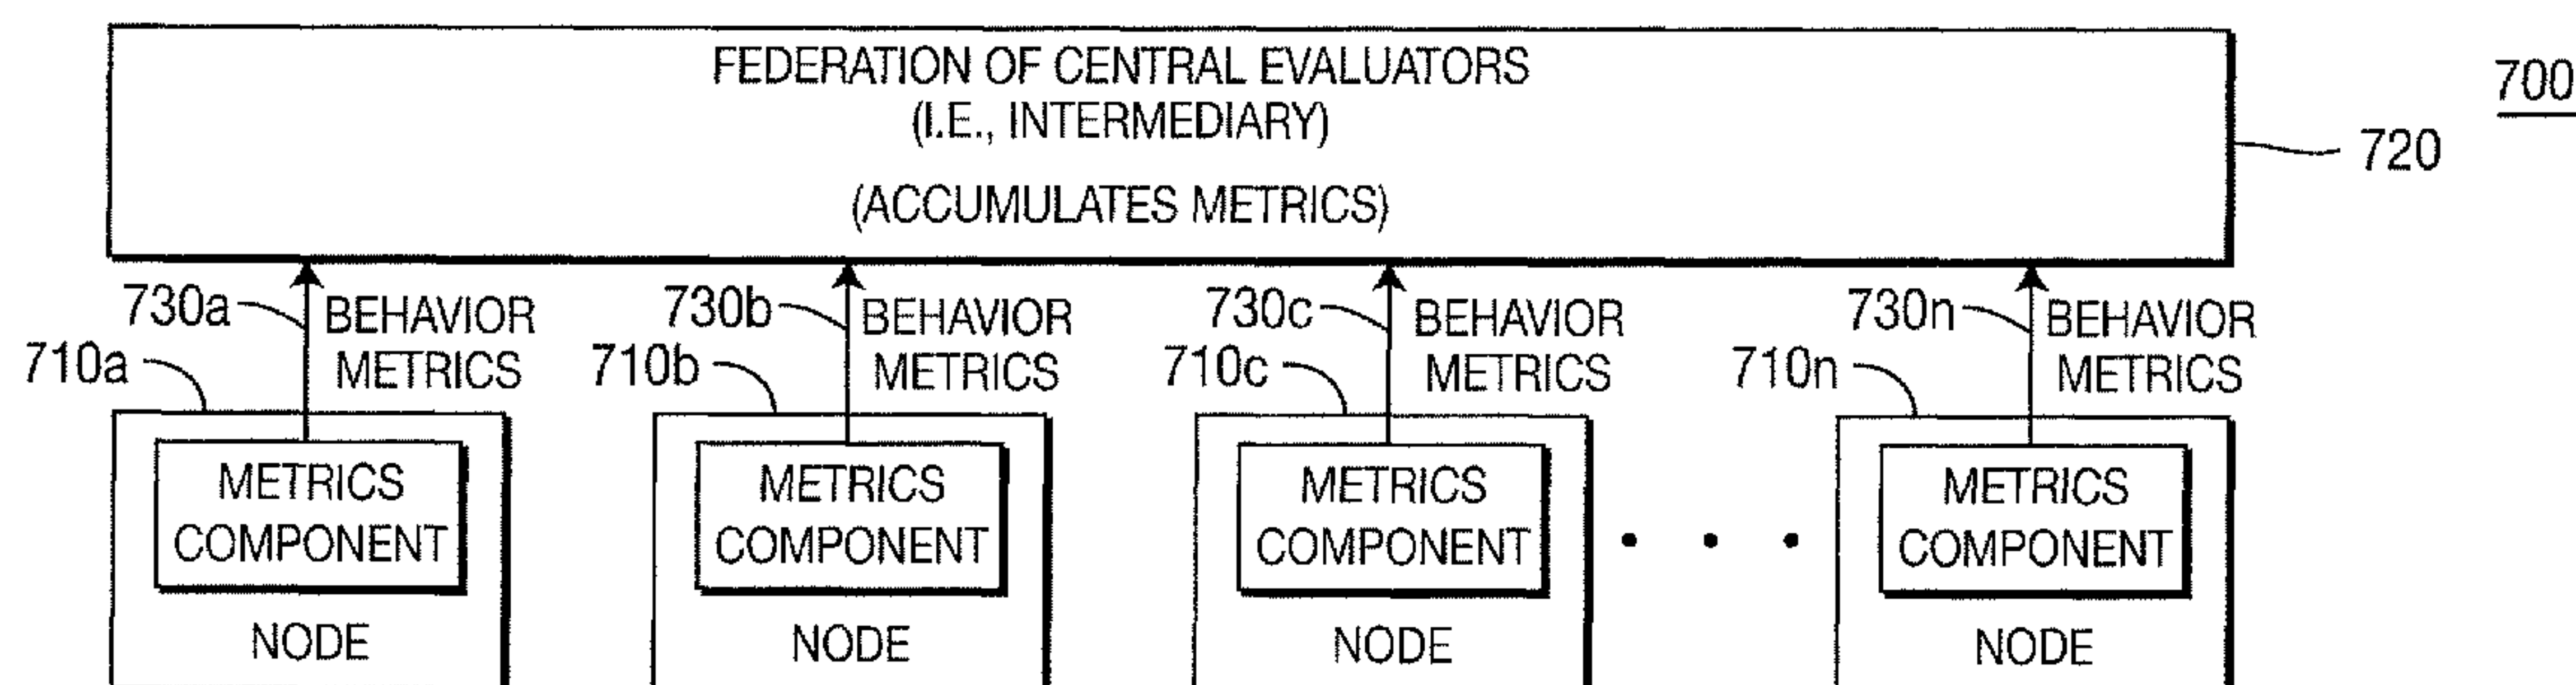 FEDERATION OF CENTRAL EVALUATORS
(I.E., INTERMEDIARY)
(ACCUMULATES METRICS)
700
720
730a
BEHAVIOR
METRICS
730b
BEHAVIOR
METRICS
730c
BEHAVIOR
METRICS
730n
BEHAVIOR
METRICS
710a
710b
710c
710n
METRICS
COMPONENT
NODE
METRICS
COMPONENT
NODE
METRICS
COMPONENT
NODE
• • •
METRICS
COMPONENT
NODE